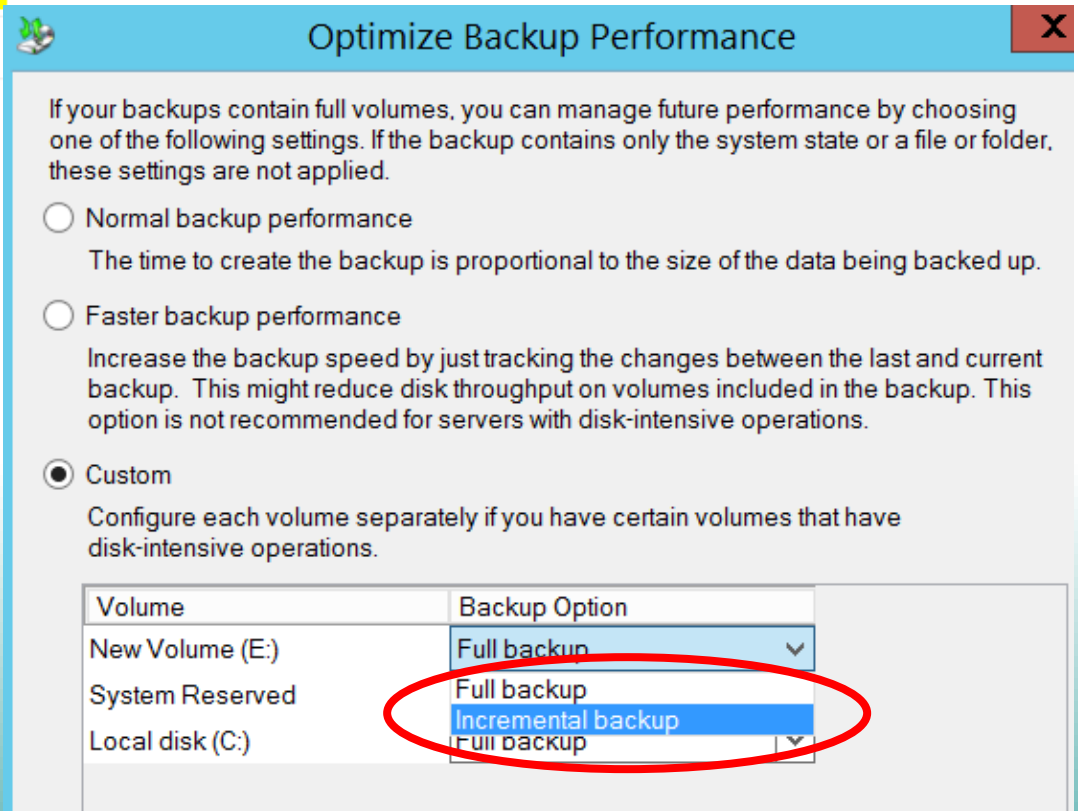 Optimize Backup Performance
X
If your backups contain full volumes, you can manage future performance by choosing
one of the following settings. If the backup contains only the system state or a file or folder,
these settings are not applied.
Normal backup performance
The time to create the backup is proportional to the size of the data being backed up.
Faster backup performance
Increase the backup speed by just tracking the changes between the last and current
backup. This might reduce disk throughput on volumes included in the backup. This
option is not recommended for servers with disk-intensive operations.
Custom
Configure each volume separately if you have certain volumes that have
disk-intensive operations.
Volume Backup Option
New Volume (E:) Full backup
System Reserved Full backup
Incremental backup
Local disk (C:) Full backup